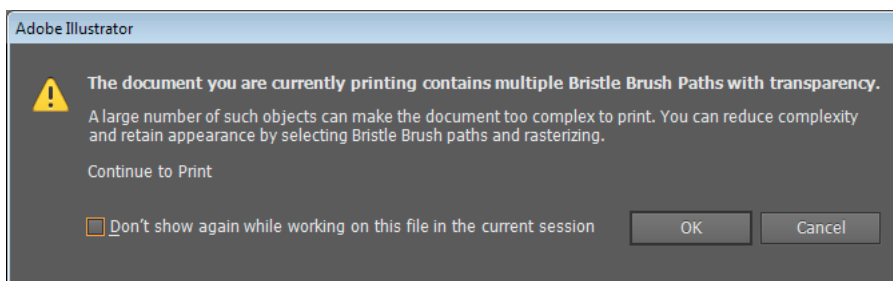 Adobe Illustrator
The document you are currently printing contains multiple Bristle Brush Paths with transparency.
A large number of such objects can make the document too complex to print. You can reduce complexity
and retain appearance by selecting Bristle Brush paths and rasterizing.
Continue to Print
Don't show again while working on this file in the current session
OK
Cancel